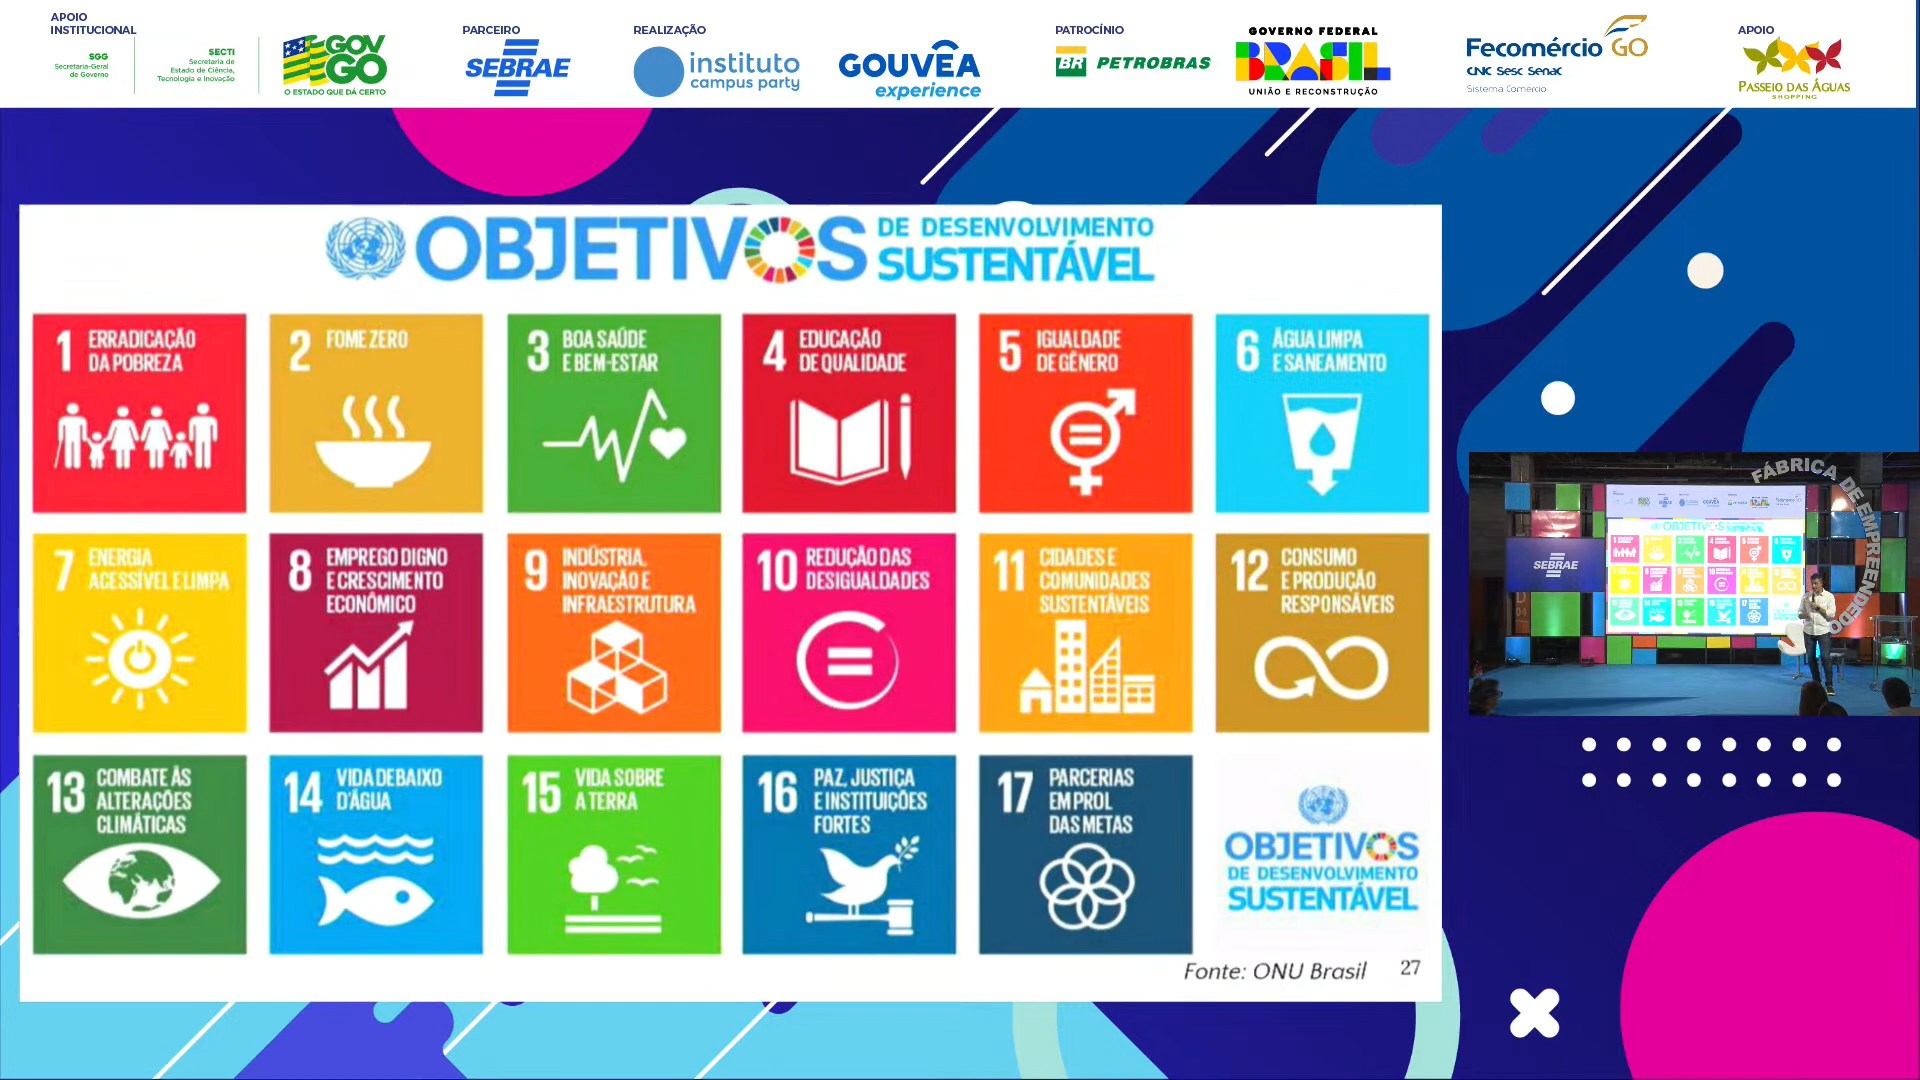 APOIO
INSTITUCIONAL
SGG
Secretaria-Geral
de Governo
SECTI
Secretaria de
Estado de Ciência,
Tecnologia e Inovação
GOV
GO
O ESTADO QUE DÁ CERTO
PARCEIRO
SEBRAE
REALIZAÇÃO
instituto
campus party
GOUVÊA
experience
PATROCÍNIO
BR PETROBRAS
GOVERNO FEDERAL
BRASIL
UNIÃO E RECONSTRUÇÃO
Fecomércio GO
CNC Sesc Senac
Sistema Comércio
APOIO
PASSEIO DAS ÁGUAS
SHOPPING
OBJETIVOS
DE DESENVOLVIMENTO
SUSTENTÁVEL
1 ERRADICAÇÃO
DA POBREZA
2 FOME ZERO
3 BOA SAÚDE
E BEM-ESTAR
4 EDUCAÇÃO
DE QUALIDADE
5 IGUALDADE
DE GÊNERO
6 ÁGUA LIMPA
E SANEAMENTO
7 ENERGIA
ACESSÍVEL E LIMPA
8 EMPREGO DIGNO
E CRESCIMENTO
ECONÔMICO
9 INDÚSTRIA,
INOVAÇÃO E
INFRAESTRUTURA
10 REDUÇÃO DAS
DESIGUALDADES
11 CIDADES E
COMUNIDADES
SUSTENTÁVEIS
12 CONSUMO
E PRODUÇÃO
RESPONSÁVEIS
13 COMBATE ÀS
ALTERAÇÕES
CLIMÁTICAS
14 VIDA DEBAIXO
D'ÁGUA
15 VIDA SOBRE
A TERRA
16 PAZ, JUSTIÇA
E INSTITUIÇÕES
FORTES
17 PARCERIAS
EM PROL
DAS METAS
OBJETIVOS
DE DESENVOLVIMENTO
SUSTENTÁVEL
Fonte: ONU Brasil
27
FÁBRICA DE EMPREENDEDO
SEBRAE
OBJETIVOS